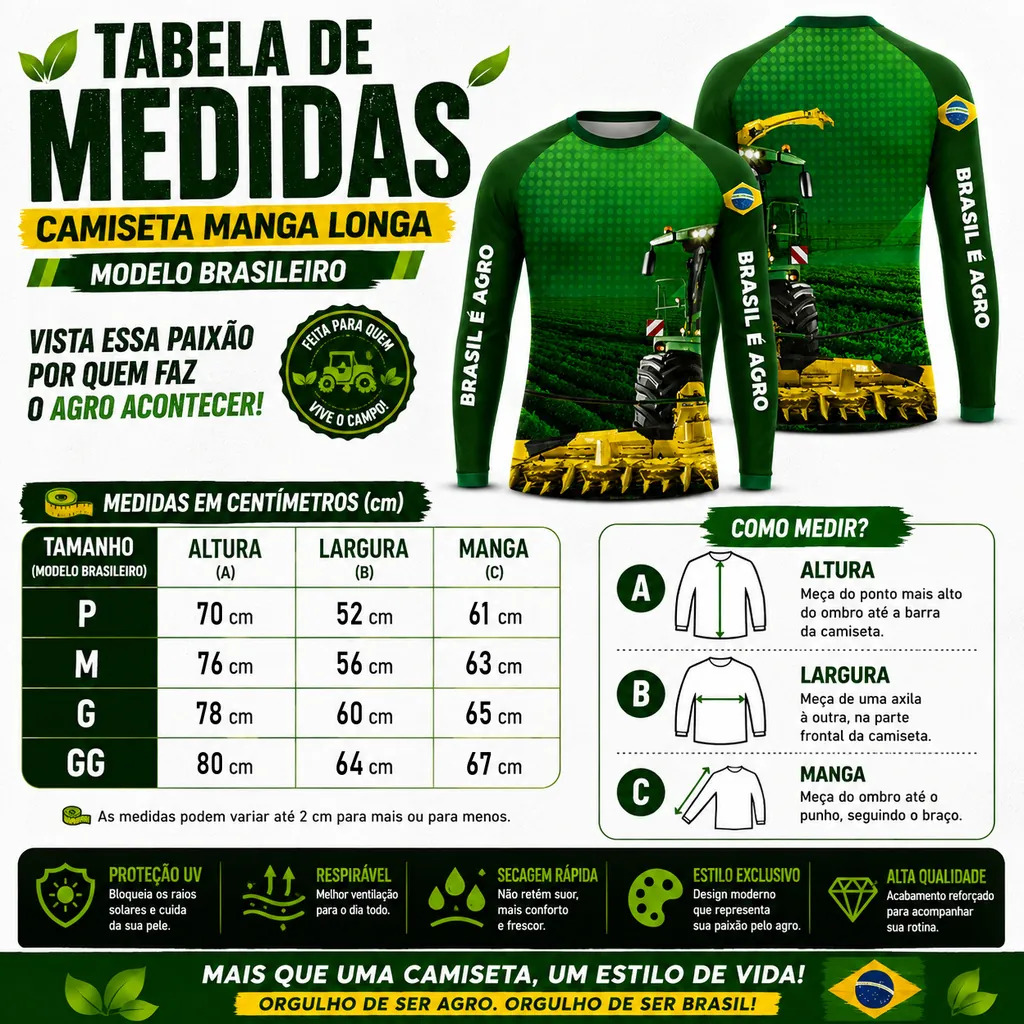 TABELA DE
MEDIDAS
CAMISETA MANGA LONGA
MODELO BRASILEIRO
VISTA ESSA PAIXÃO
POR QUEM FAZ
O AGRO ACONTECER!
FEITA PARA QUEM
VIVE O CAMPO!
BRASIL É AGRO
BRASIL É AGRO
BRASIL É AGRO
MEDIDAS EM CENTÍMETROS (cm)
TAMANHO ALTURA LARGURA MANGA
(MODELO BRASILEIRO) (A) (B) (C)
P 70 cm 52 cm 61 cm
M 76 cm 56 cm 63 cm
G 78 cm 60 cm 65 cm
GG 80 cm 64 cm 67 cm
As medidas podem variar até 2 cm para mais ou para menos.
COMO MEDIR?
A
ALTURA
Meça do ponto mais alto
do ombro até a barra
da camiseta.
B
LARGURA
Meça de uma axila
à outra, na parte
frontal da camiseta.
C
MANGA
Meça do ombro até o
punho, seguindo o braço.
PROTEÇÃO UV
Bloqueia os raios
solares e cuida
da sua pele.
RESPIRÁVEL
Melhor ventilação
para o dia todo.
SECAGEM RÁPIDA
Não retém suor,
mais conforto
e frescor.
ESTILO EXCLUSIVO
Design moderno
que representa
sua paixão pelo agro.
ALTA QUALIDADE
Acabamento reforçado
para acompanhar
sua rotina.
MAIS QUE UMA CAMISETA, UM ESTILO DE VIDA!
ORGULHO DE SER AGRO. ORGULHO DE SER BRASIL!